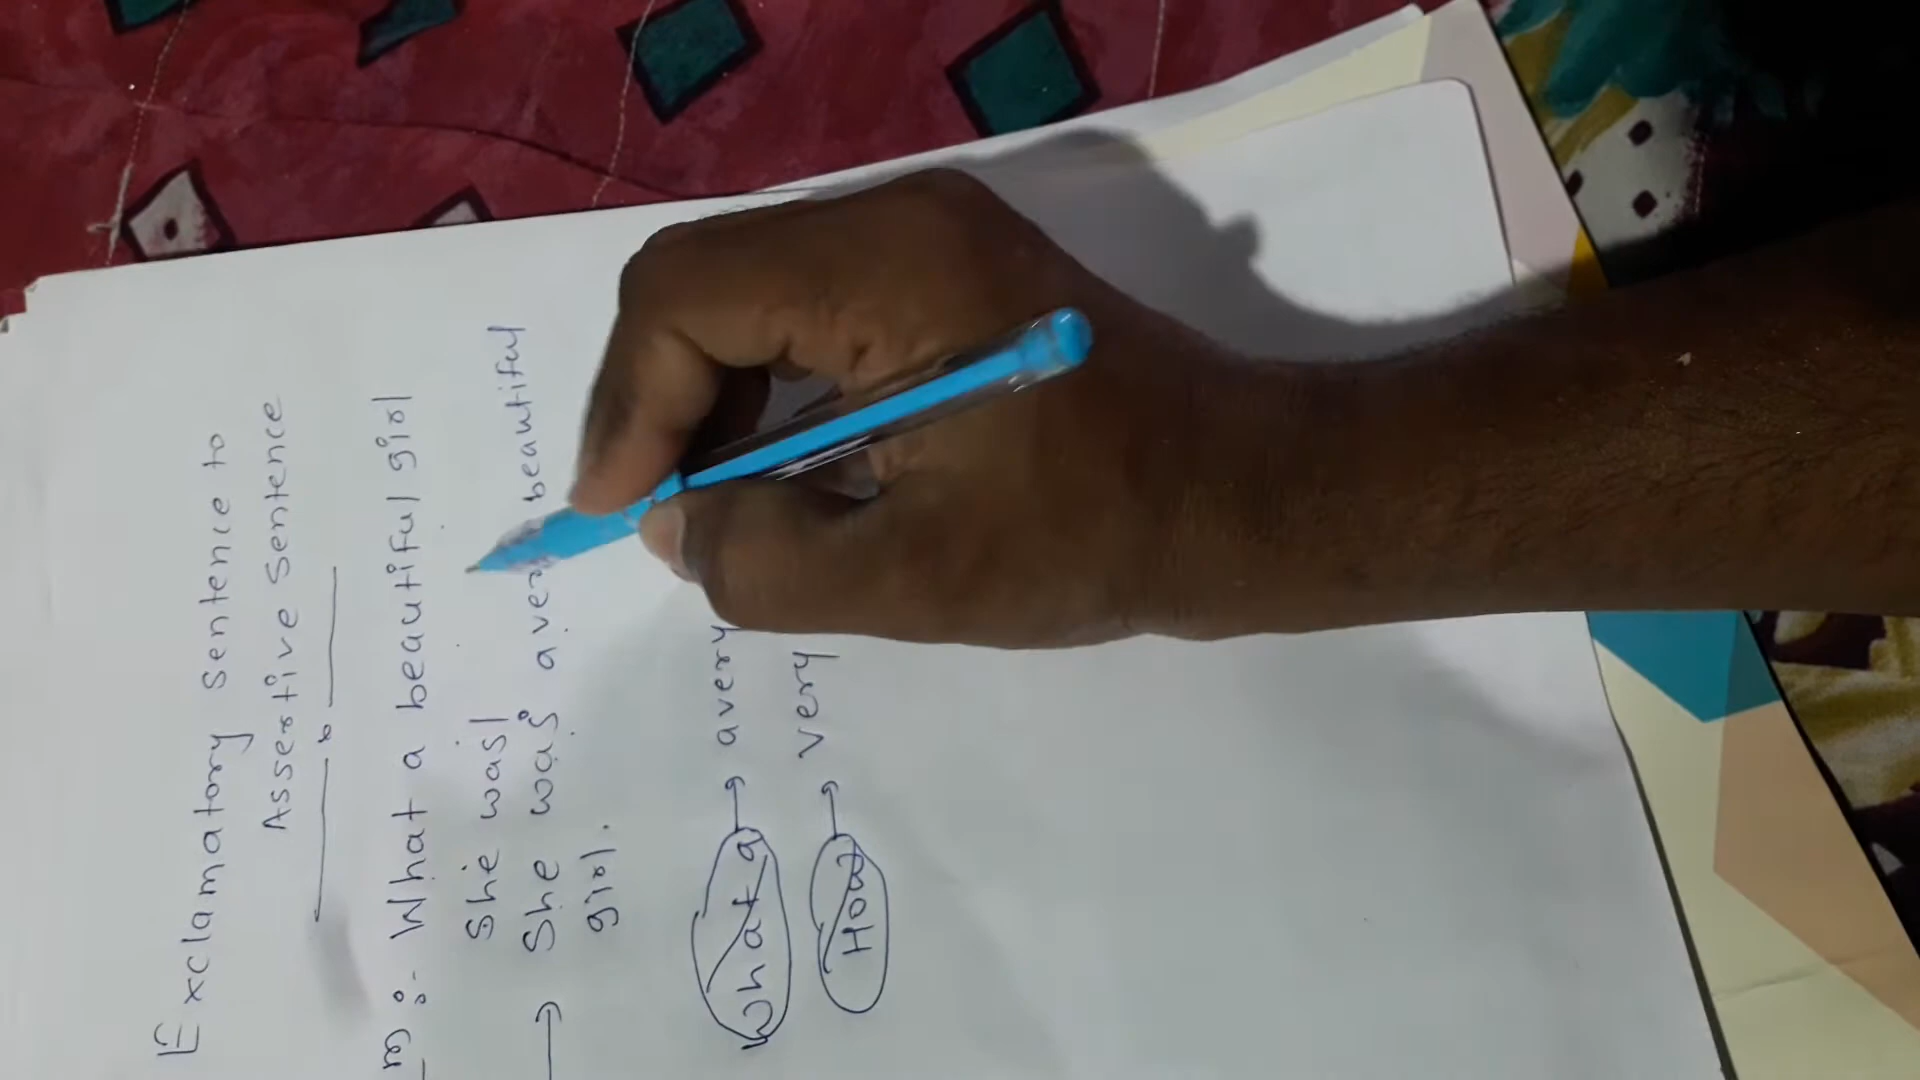 Exclamatory Sentence to
Assertive Sentence
What a beautiful girl
She was!
→ She was a very beautiful
girl.
What a → a very
How → very